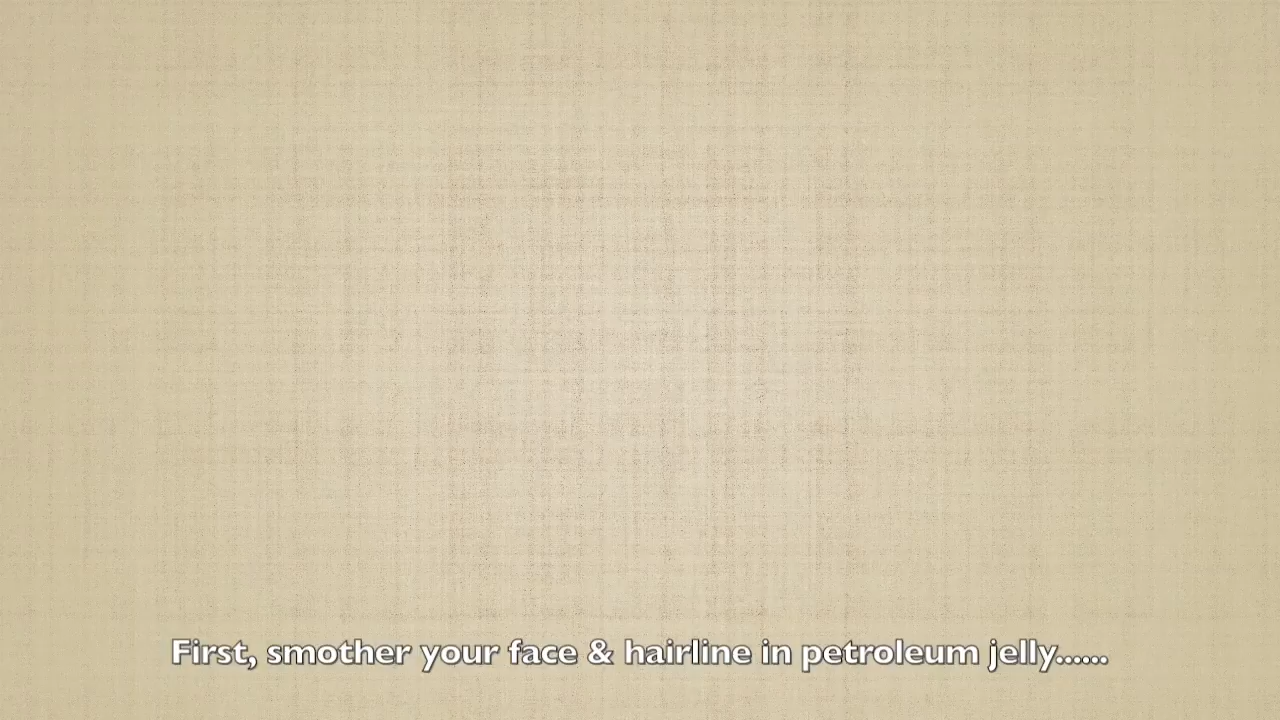 First, smother your face & hairline in petroleum jelly......